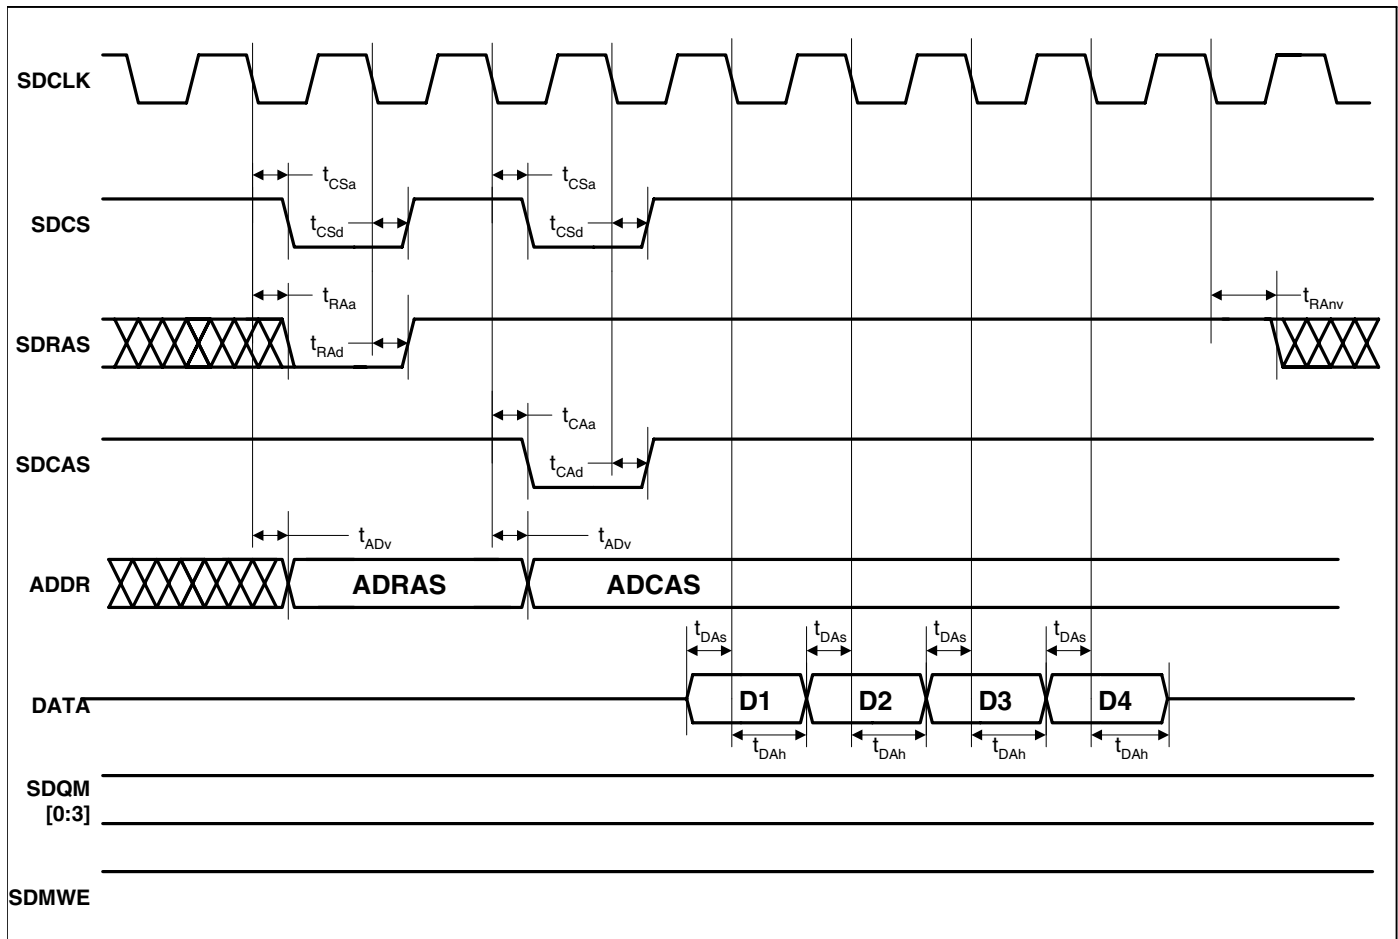 SDCLK
tCSa tCSa
SDCS
tCSd tCSd
tRAa tRAnv
SDRAS
tRAd
tCAa
SDCAS
tCAd
tADv tADv
ADDR ADRAS ADCAS
tDAs tDAs tDAs tDAs
DATA D1 D2 D3 D4
tDAh tDAh tDAh tDAh
SDQM
[0:3]
SDMWE